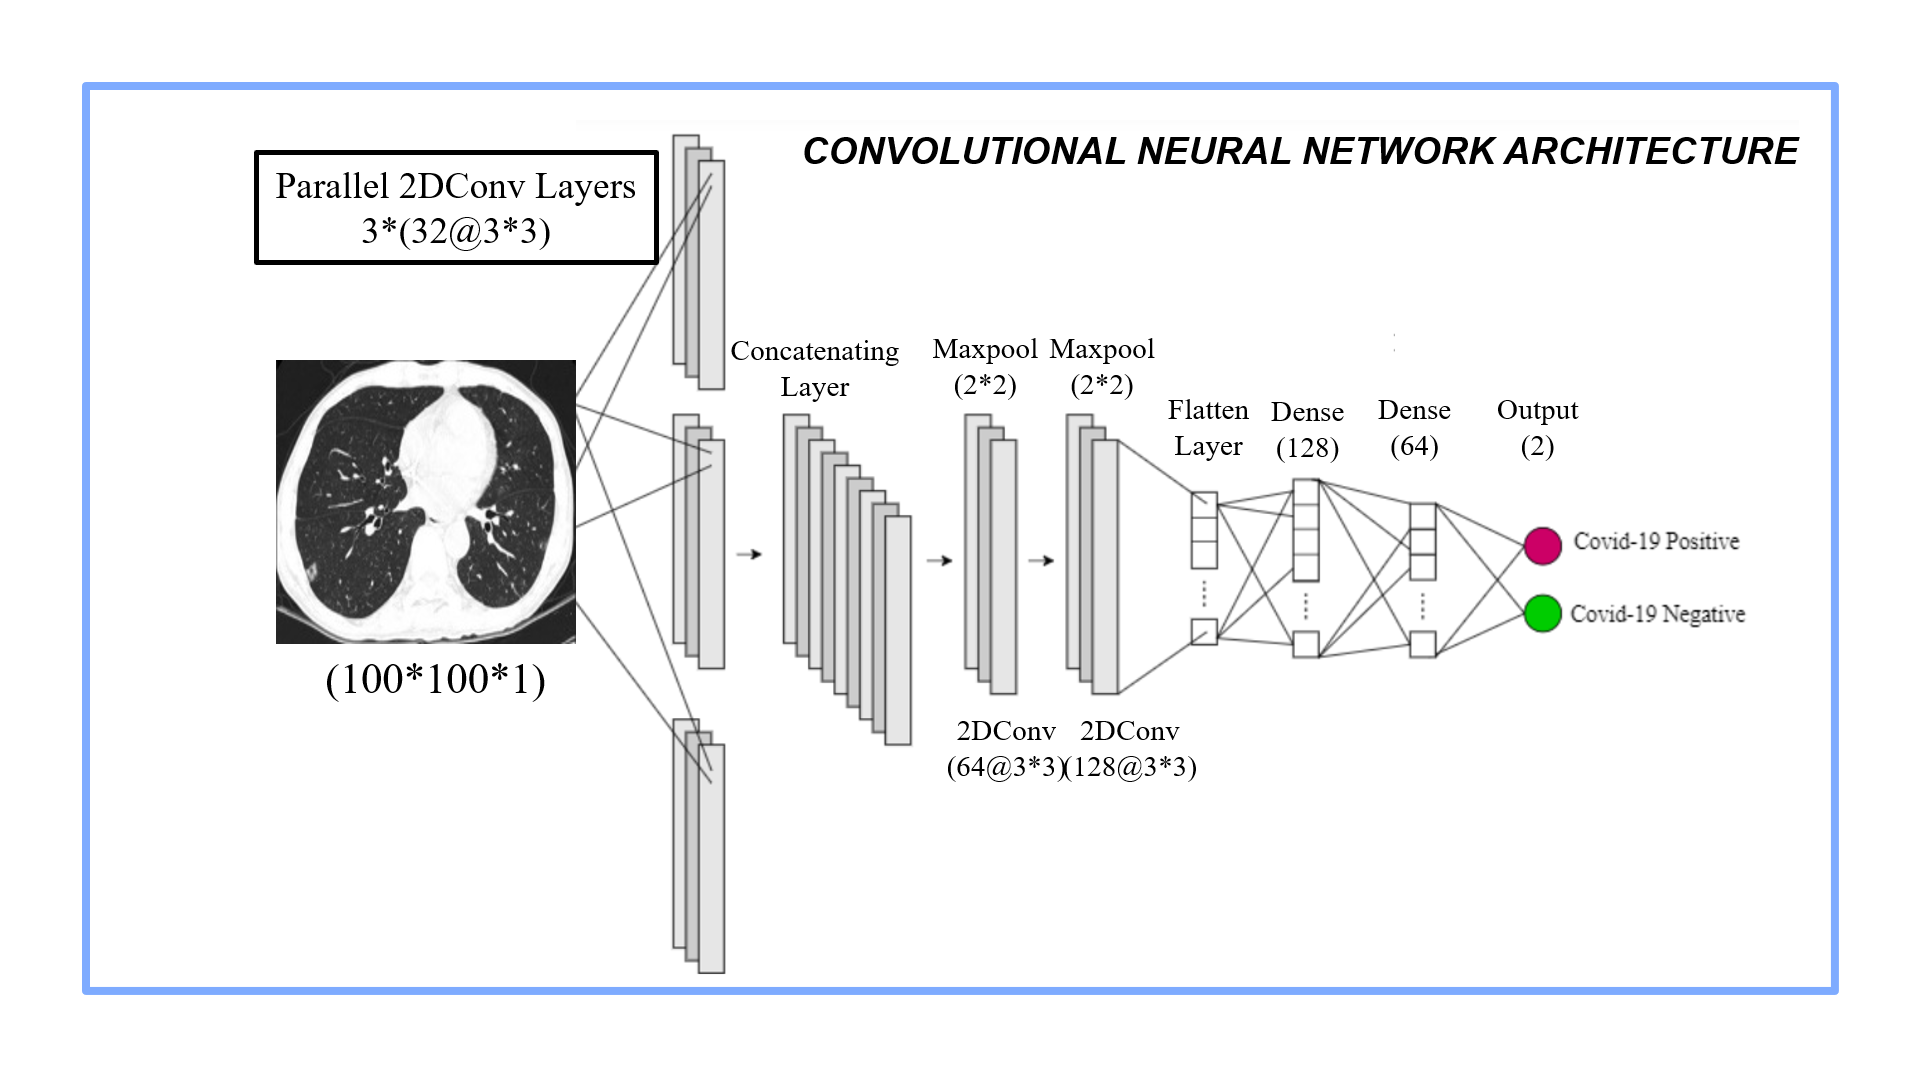 CONVOLUTIONAL NEURAL NETWORK ARCHITECTURE
Parallel 2DConv Layers
3*(32@3*3)
(100*100*1)
Concatenating
Layer
Maxpool
(2*2)
Maxpool
(2*2)
2DConv
(64@3*3)
2DConv
(128@3*3)
Flatten
Layer
Dense
(128)
Dense
(64)
Output
(2)
Covid-19 Positive
Covid-19 Negative